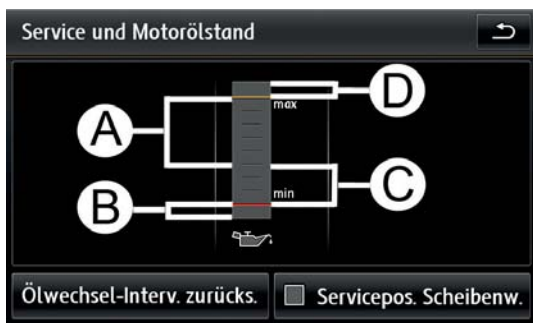 Service und Motorölstand
D
max
A
C
min
B
Ölwechsel-Interv. zurücks.
Servicepos. Scheibenw.